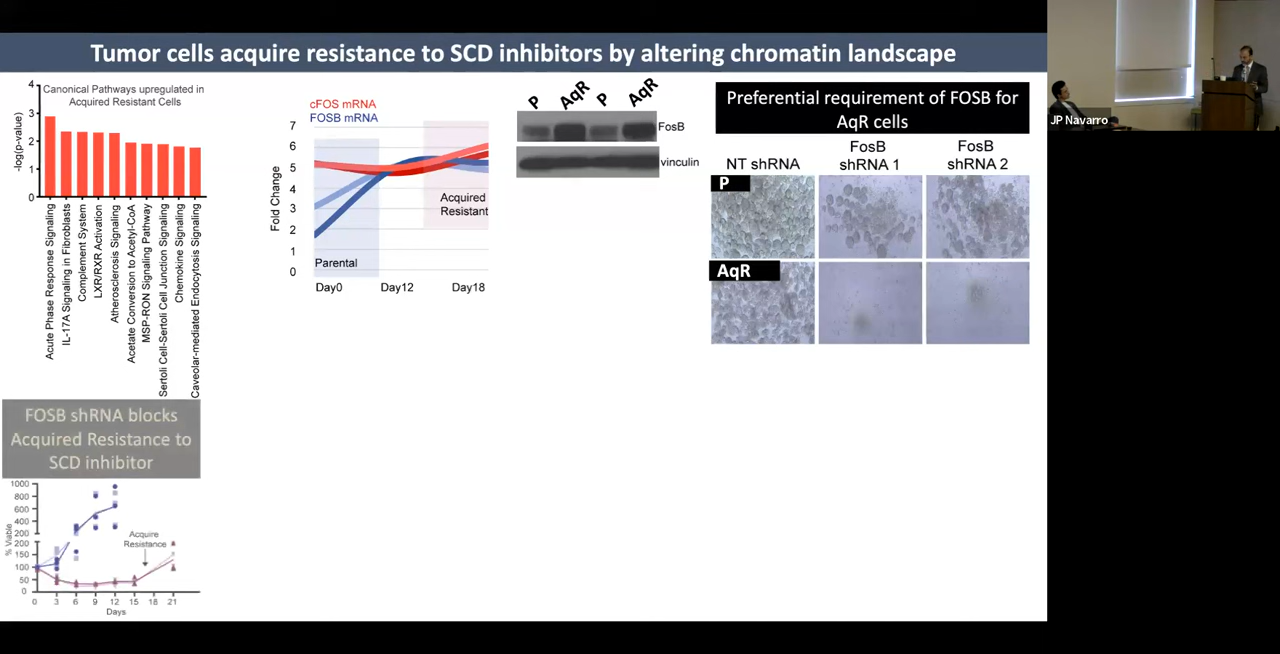 Tumor cells acquire resistance to SCD inhibitors by altering chromatin landscape
4
3
2
1
0
-log(p-value)
Canonical Pathways upregulated in
Acquired Resistant Cells
Acute Phase Response Signaling
IL-17A Signaling in Fibroblasts
Complement System
LXR/RXR Activation
Atherosclerosis Signaling
Acetate Conversion to Acetyl-CoA
MSP-RON Signaling Pathway
Sertoli Cell-Sertoli Cell Junction Signaling
Chemokine Signaling
Caveolar-mediated Endocytosis Signaling
cFOS mRNA
FOSB mRNA
7
6
5
4
3
2
1
0
Fold Change
Acquired
Resistant
Parental
Day0 Day12 Day18
P AqR P AqR
FosB
vinculin
Preferential requirement of FOSB for
AqR cells
NT shRNA
FosB
shRNA 1
FosB
shRNA 2
P
AqR
JP Navarro
FOSB shRNA blocks
Acquired Resistance to
SCD inhibitor
1000
800
600
400
200
200
150
100
50
0
% Viable
Acquire
Resistance
0 3 6 9 12 15 18 21
Days